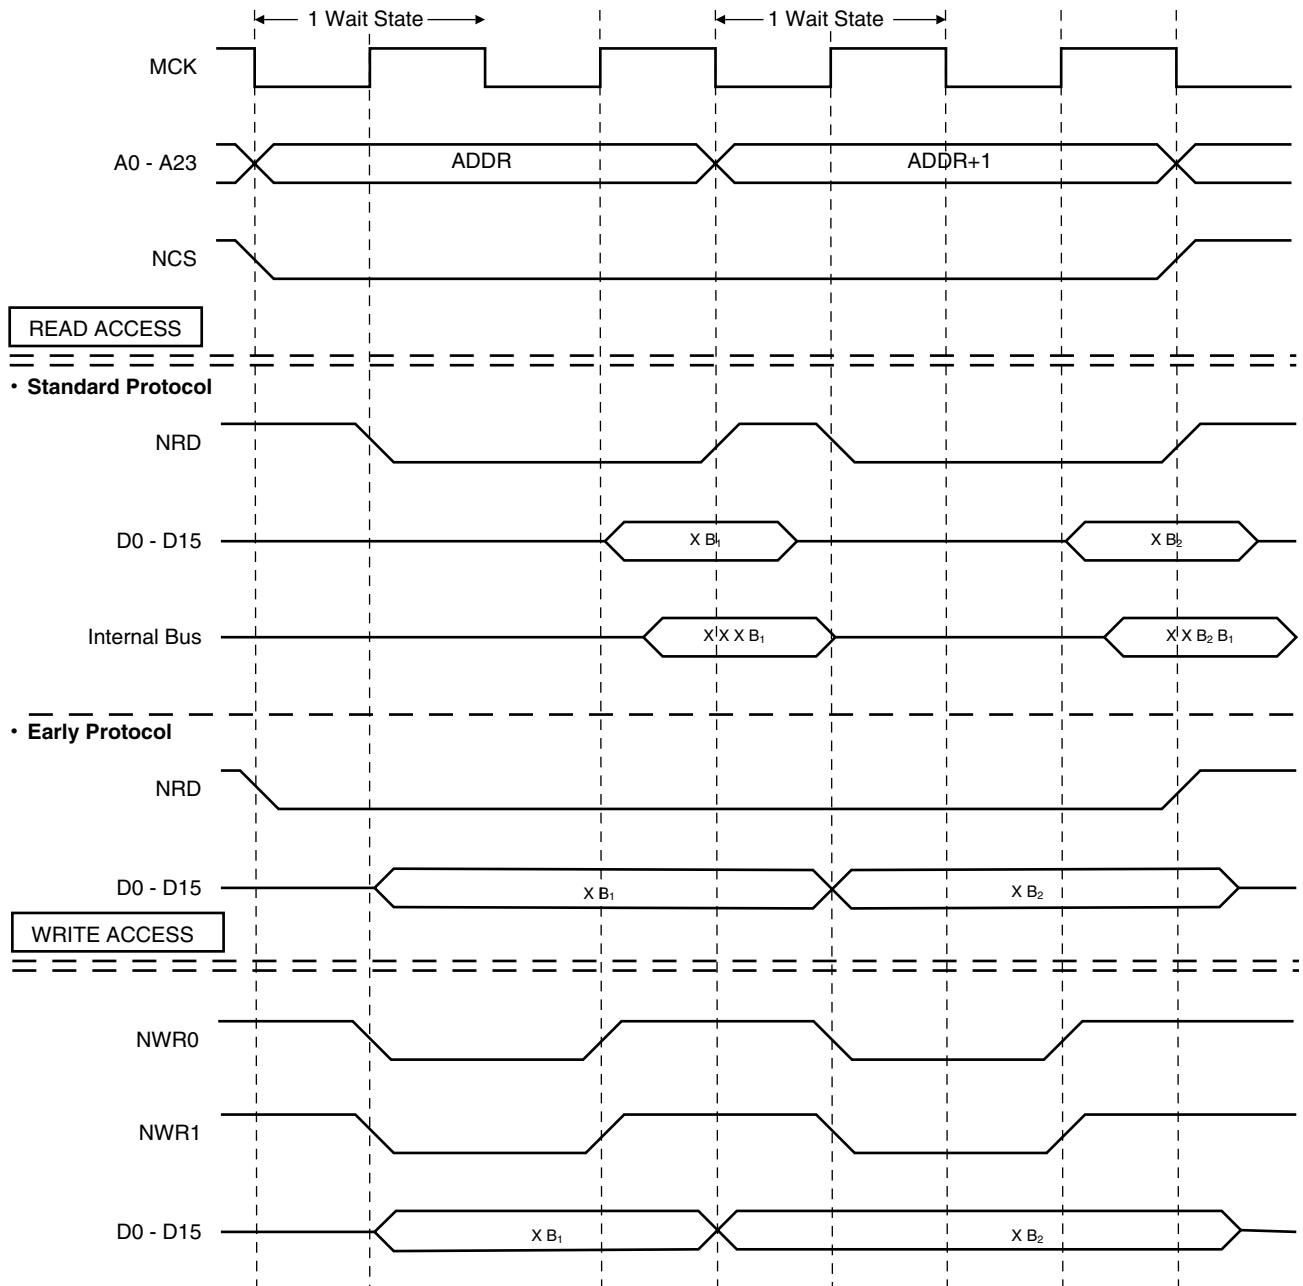 1 Wait State 1 Wait State
MCK
A0 - A23 ADDR ADDR+1
NCS
READ ACCESS
• Standard Protocol
NRD
D0 - D15 X B₁ X B₂
Internal Bus X X X B₁ X X B₂ B₁
• Early Protocol
NRD
D0 - D15 X B₁ X B₂
WRITE ACCESS
NWR0
NWR1
D0 - D15 X B₁ X B₂